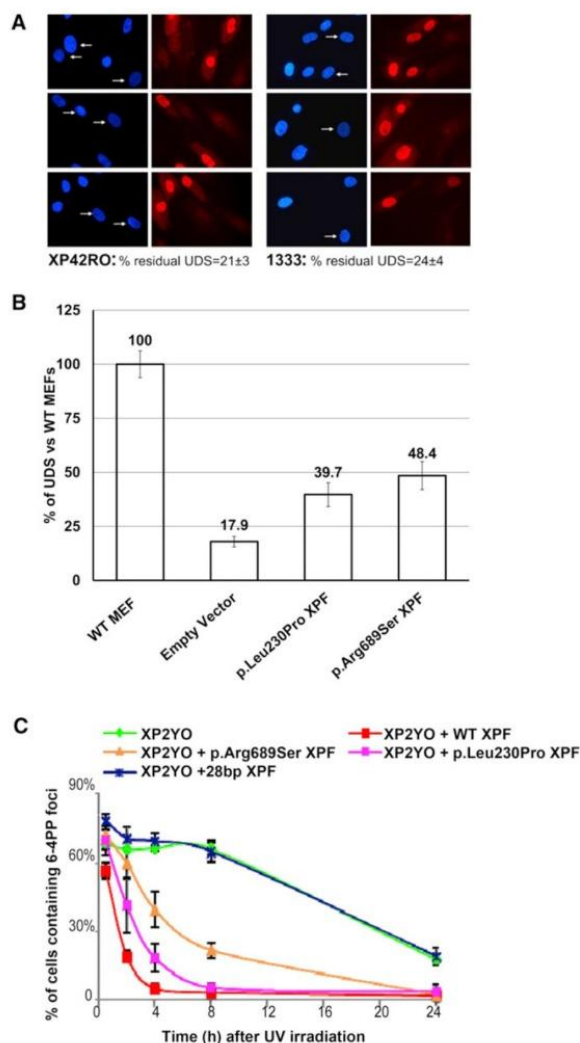 A
XP42RO: % residual UDS=21±3
1333: % residual UDS=24±4
B
% of UDS vs WT MEFs
125
100
75
50
25
0
100
17.9
39.7
48.4
WT MEF
Empty Vector
p.Leu230Pro XPF
p.Arg689Ser XPF
C
XP2YO
XP2YO + WT XPF
XP2YO + p.Arg689Ser XPF
XP2YO + p.Leu230Pro XPF
XP2YO +28bp XPF
% of cells containing 6-4PP foci
90%
60%
30%
0
0 4 8 12 16 20 24
Time (h) after UV irradiation